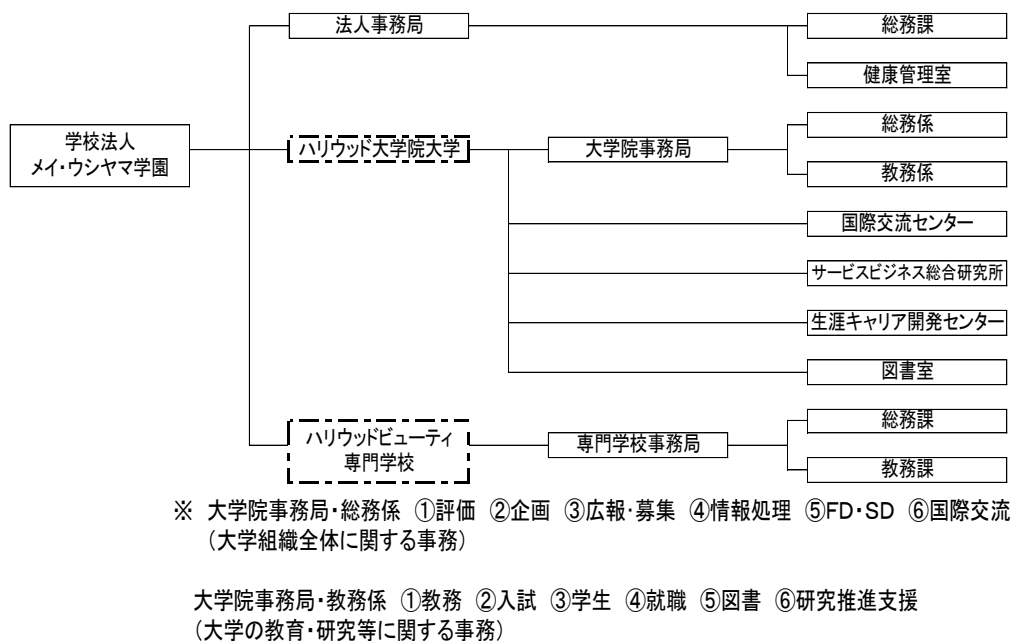 法人事務局
総務課
健康管理室
学校法人
メイ・ウシヤマ学園
ハリウッド大学院大学
大学院事務局
総務係
教務係
国際交流センター
サービスビジネス総合研究所
生涯キャリア開発センター
図書室
ハリウッドビューティ
専門学校
専門学校事務局
総務課
教務課
※ 大学院事務局・総務係 ①評価 ②企画 ③広報・募集 ④情報処理 ⑤FD・SD ⑥国際交流
（大学組織全体に関する事務）
大学院事務局・教務係 ①教務 ②入試 ③学生 ④就職 ⑤図書 ⑥研究推進支援
（大学の教育・研究等に関する事務）